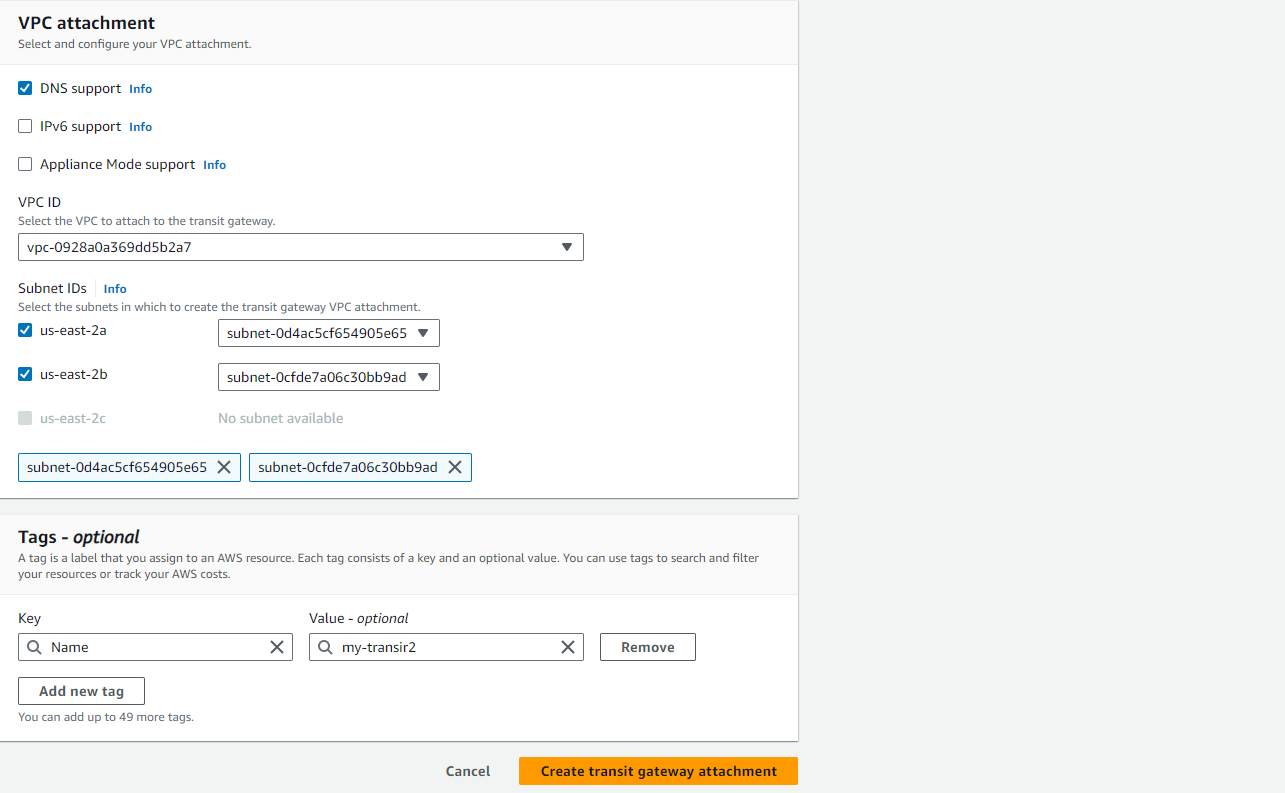 VPC attachment
Select and configure your VPC attachment.
DNS support Info
IPv6 support Info
Appliance Mode support Info
VPC ID
Select the VPC to attach to the transit gateway.
vpc-0928a0a369dd5b2a7
Subnet IDs Info
Select the subnets in which to create the transit gateway VPC attachment.
us-east-2a subnet-0d4ac5cf654905e65
us-east-2b subnet-0cfde7a06c30bb9ad
us-east-2c No subnet available
subnet-0d4ac5cf654905e65 subnet-0cfde7a06c30bb9ad
Tags - optional
A tag is a label that you assign to an AWS resource. Each tag consists of a key and an optional value. You can use tags to search and filter
your resources or track your AWS costs.
Key Value - optional
Name my-transir2 Remove
Add new tag
You can add up to 49 more tags.
Cancel Create transit gateway attachment